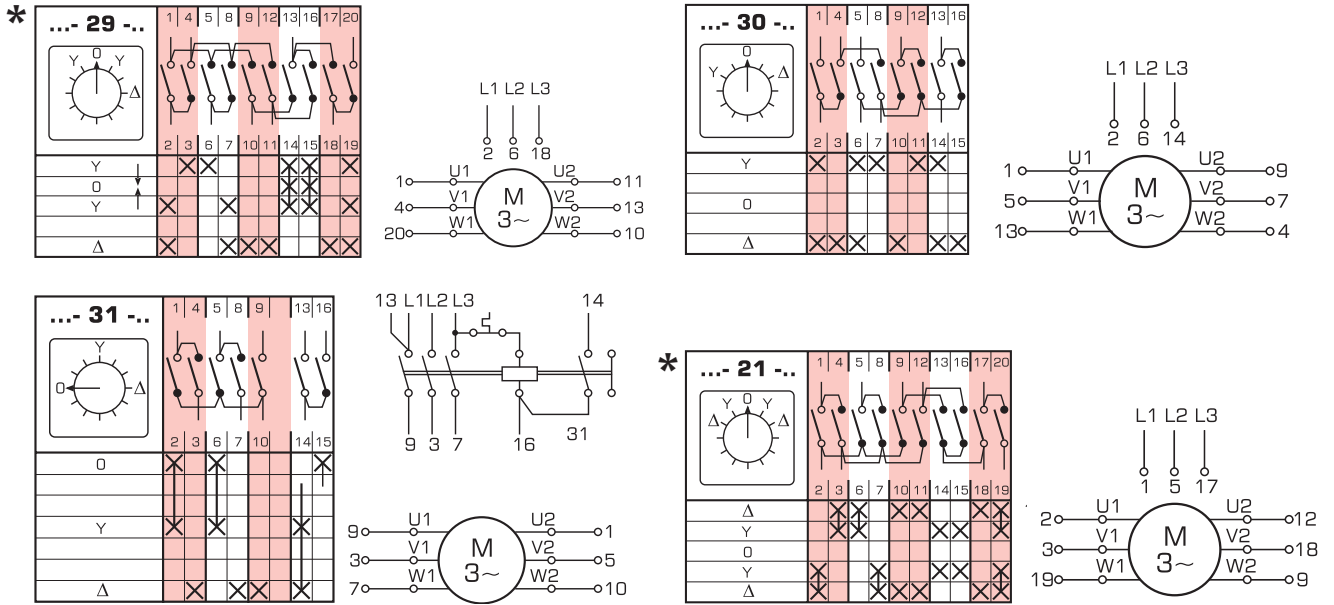 *
...- 29 -..
Y 0 Y
Δ
1 4 5 8 9 12 13 16 17 20
2 3 6 7 10 11 14 15 18 19
Y
0
Y
Δ
L1 L2 L3
2 6 18
1 U1 U2 11
4 V1 V2 13
20 W1 W2 10
M
3~
...- 30 -..
0
Y Δ
1 4 5 8 9 12 13 16
2 3 6 7 10 11 14 15
Y
0
Δ
L1 L2 L3
2 6 14
1 U1 U2 9
5 V1 V2 7
13 W1 W2 4
M
3~
...- 31 -..
Y
0 Δ
1 4 5 8 9 13 16
2 3 6 7 10 14 15
0
Y
Δ
13 L1 L2 L3 14
9 3 7 16 31
9 U1 U2 1
3 V1 V2 5
7 W1 W2 10
M
3~
*
...- 21 -..
Y 0 Y
Δ Δ
1 4 5 8 9 12 13 16 17 20
2 3 6 7 10 11 14 15 18 19
Δ
Y
0
Y
Δ
L1 L2 L3
1 5 17
2 U1 U2 12
3 V1 V2 18
19 W1 W2 9
M
3~